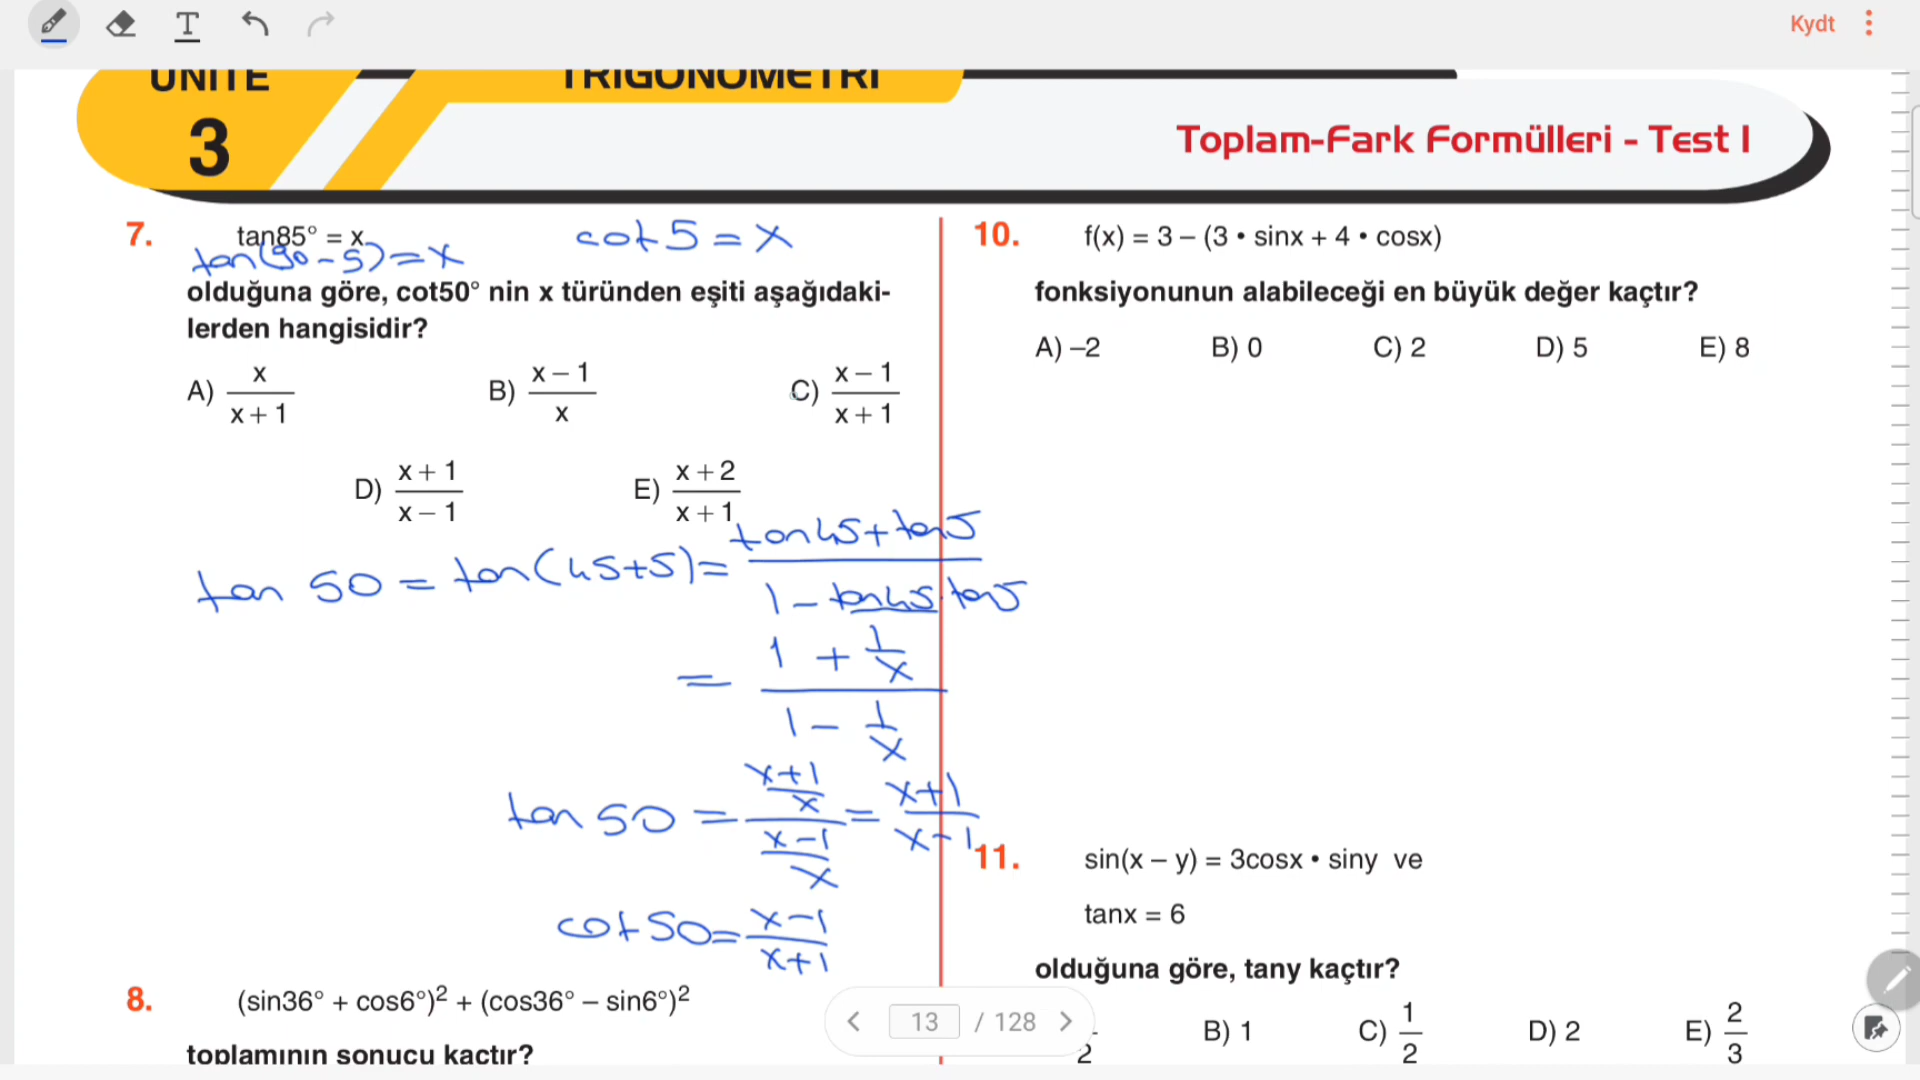 Kydt
ÜNİTE
TRİGONOMETRİ
3
Toplam-Fark Formülleri - Test I
7.
tan85° = x
cot 5 = x
tan(90-5) = x
olduğuna göre, cot50° nin x türünden eşiti aşağıdaki-
lerden hangisidir?
A) x / x + 1
B) x – 1 / x
C) x – 1 / x + 1
D) x + 1 / x – 1
E) x + 2 / x + 1
tan 50 = tan(45+5) = tan45+tan5 / 1 - tan45.tan5
= 1 + 1/x / 1 - 1/x
tan 50 = x+1/x / x-1/x = x+1 / x-1
cot 50 = x-1 / x+1
8.
(sin36° + cos6°)² + (cos36° – sin6°)²
toplamının sonucu kaçtır?
10.
f(x) = 3 – (3 • sinx + 4 • cosx)
fonksiyonunun alabileceği en büyük değer kaçtır?
A) –2 B) 0 C) 2 D) 5 E) 8
11.
sin(x – y) = 3cosx • siny ve
tanx = 6
olduğuna göre, tany kaçtır?
2 B) 1 C) 1 / 2 D) 2 E) 2 / 3
13 / 128